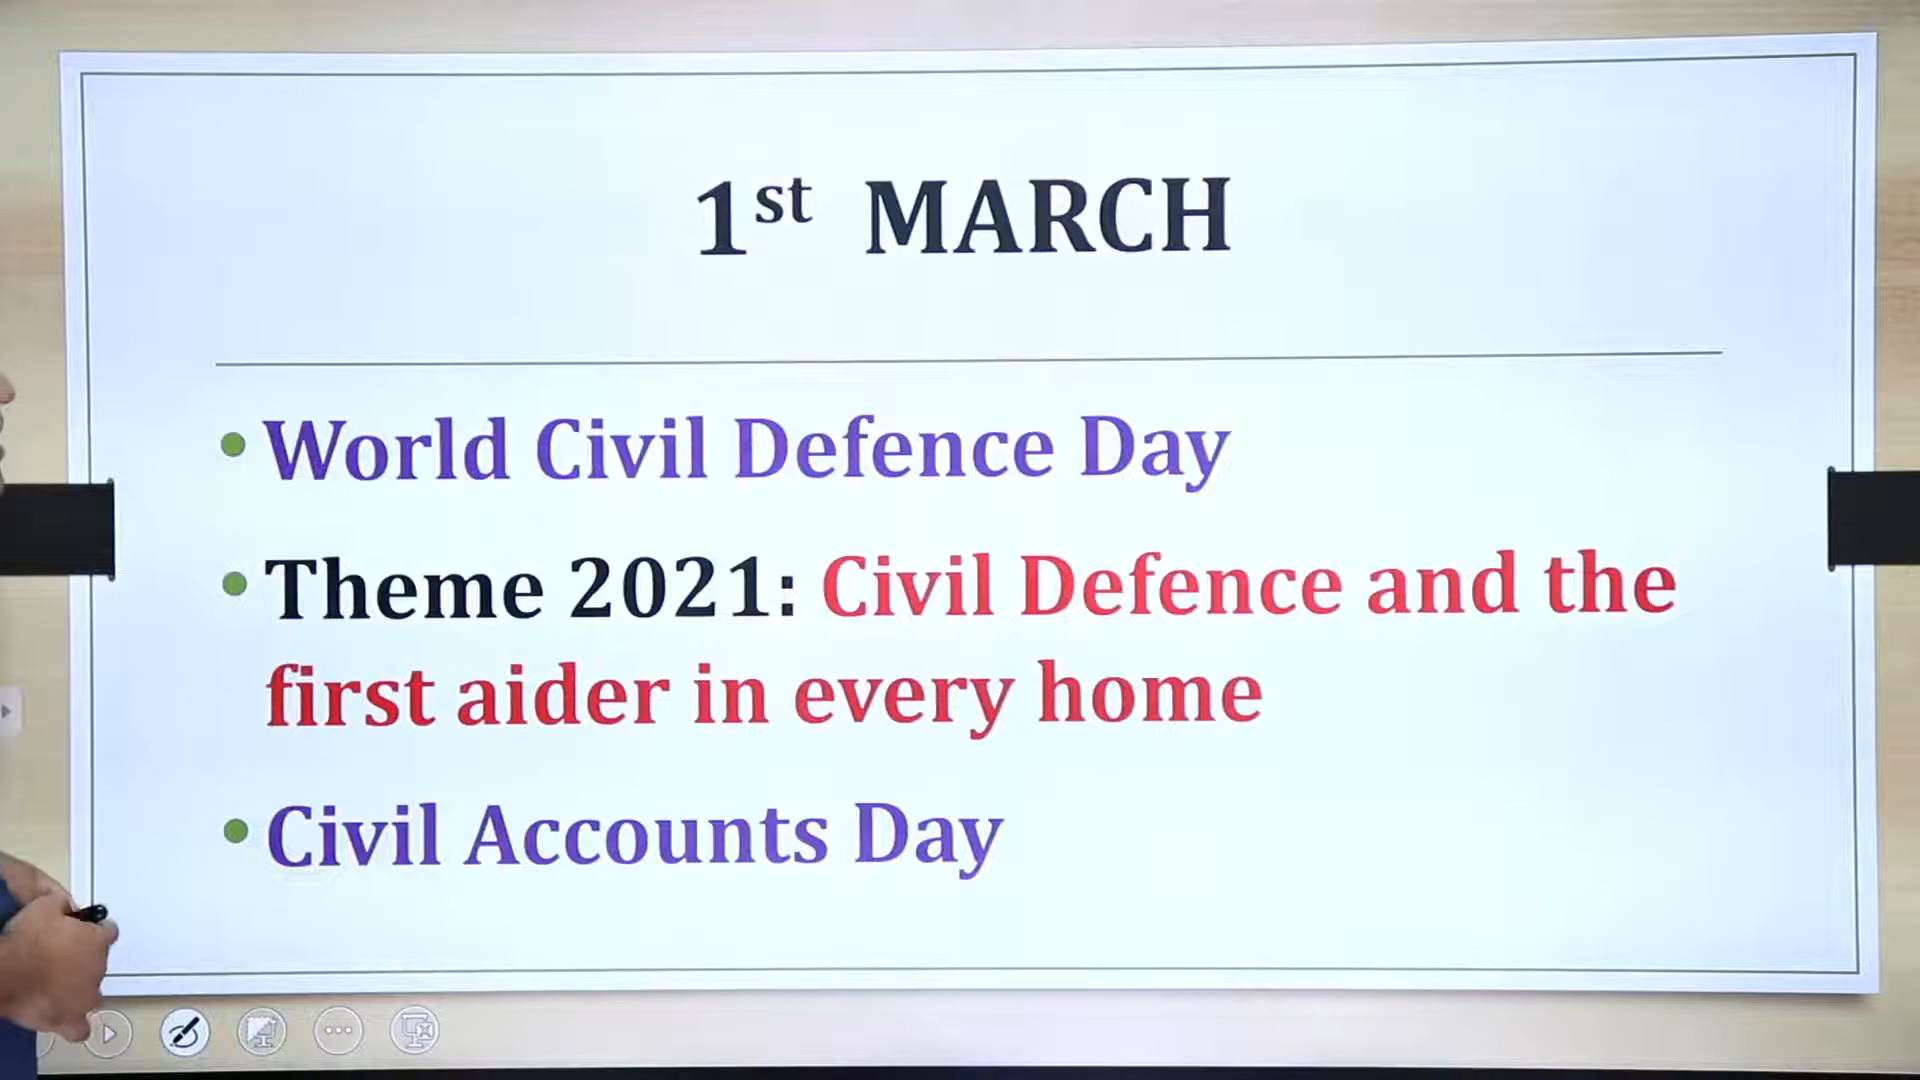 1st MARCH
World Civil Defence Day
Theme 2021: Civil Defence and the
first aider in every home
Civil Accounts Day